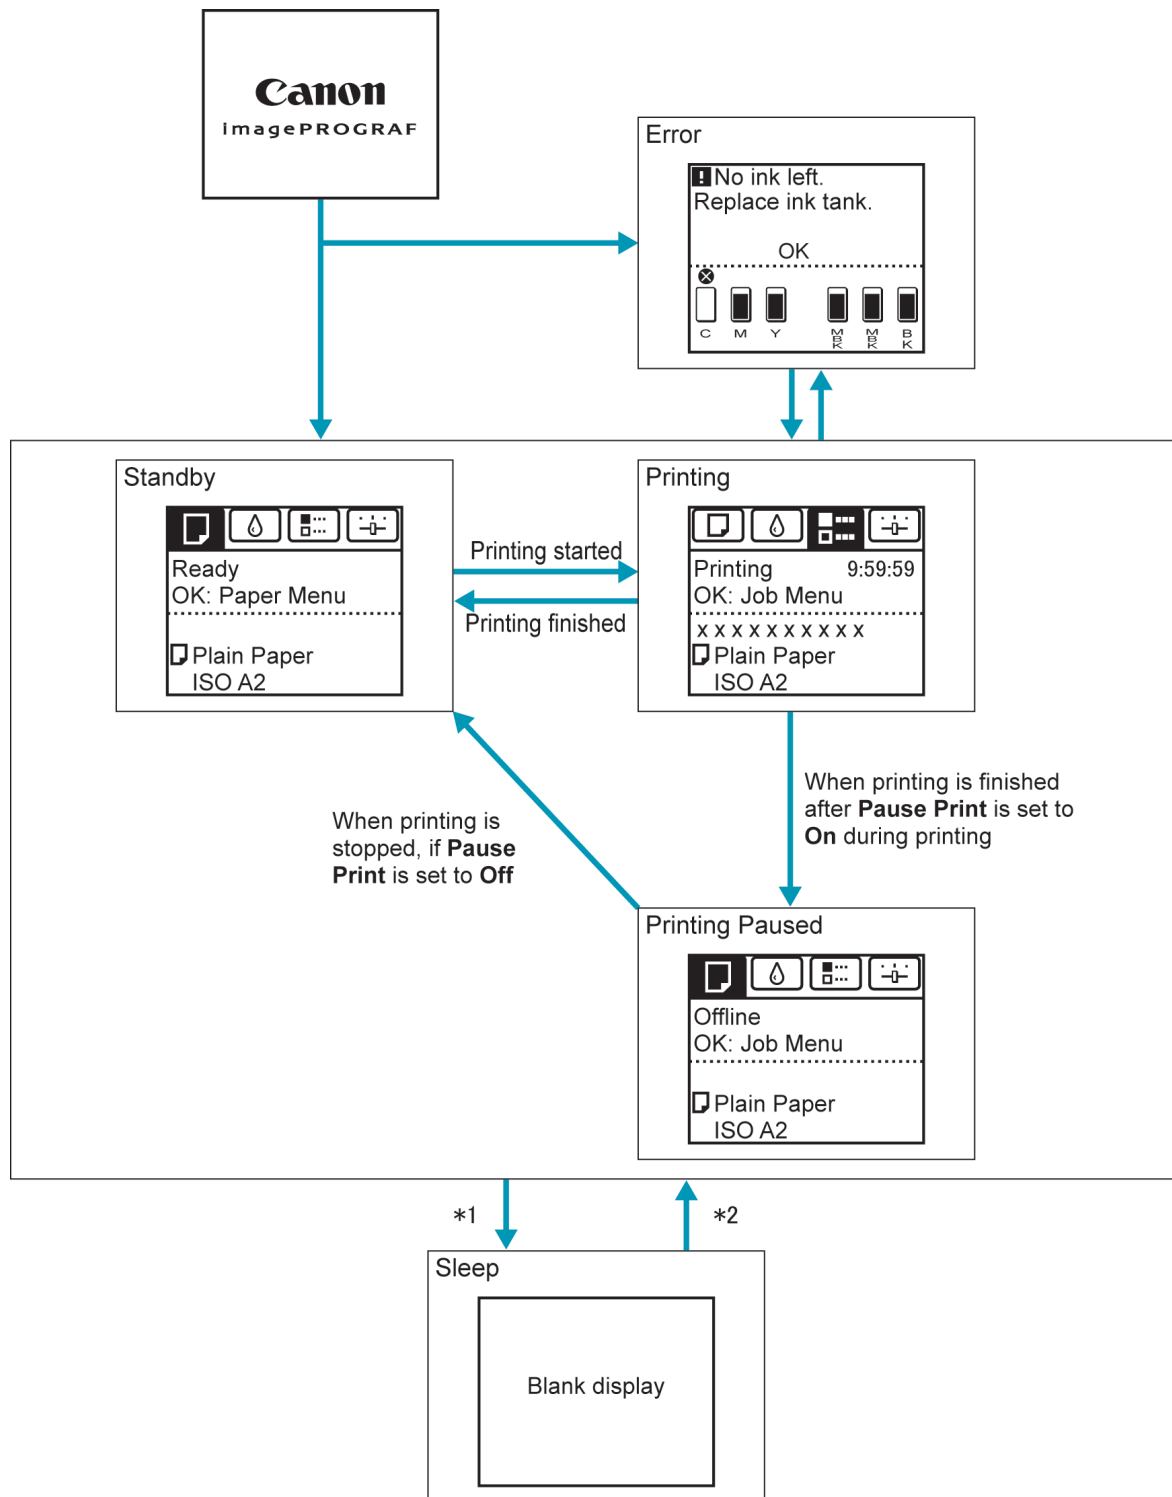 Canon
imagePROGRAF
Error
! No ink left.
Replace ink tank.
OK
C M Y MBK MBK BK
Standby
Ready
OK: Paper Menu
Plain Paper
ISO A2
Printing started
Printing finished
Printing
Printing 9:59:59
OK: Job Menu
x x x x x x x x x x
Plain Paper
ISO A2
When printing is
stopped, if Pause
Print is set to Off
When printing is finished
after Pause Print is set to
On during printing
Printing Paused
Offline
OK: Job Menu
Plain Paper
ISO A2
*1
*2
Sleep
Blank display